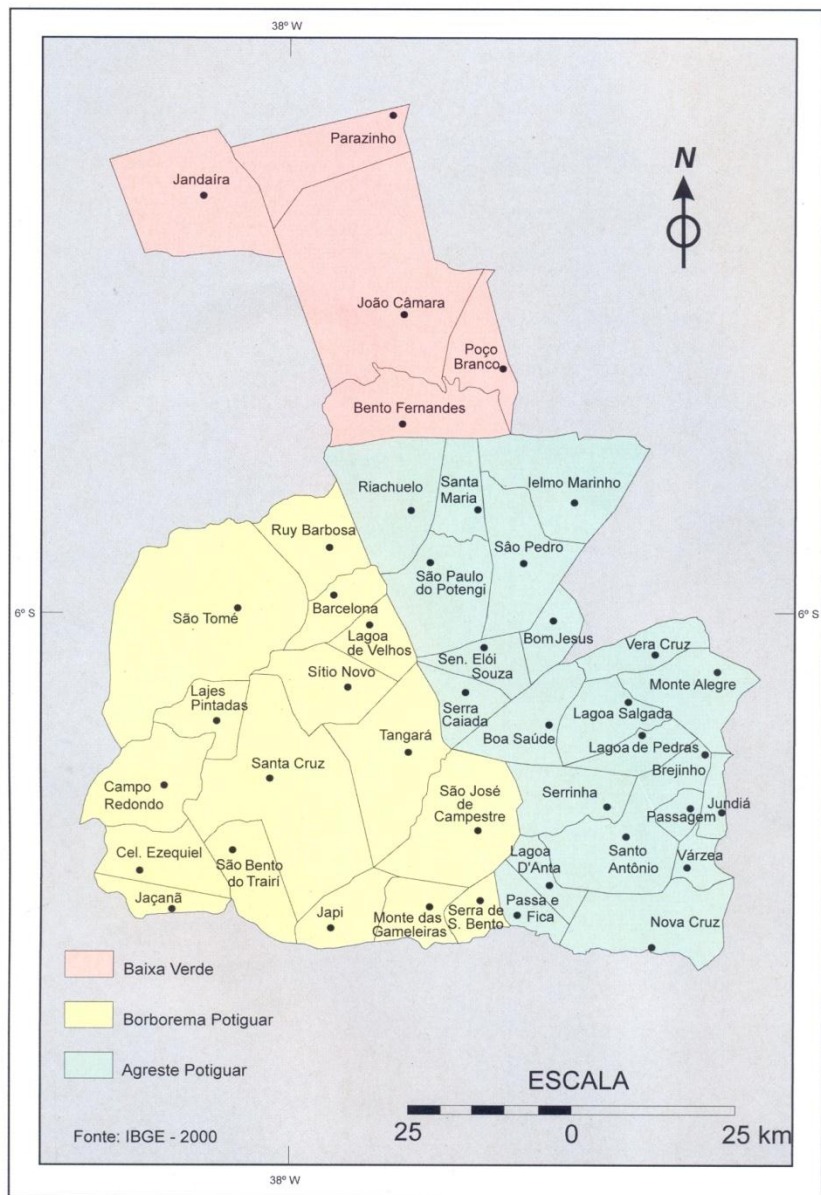 38° W
Parazinho
Jandaíra
N
João Câmara
Poço
Branco
Bento Fernandes
Riachuelo
Santa
Maria
Ielmo Marinho
Ruy Barbosa
São Pedro
São Paulo
do Potengi
6° S
São Tomé
Barcelona
6° S
Lagoa
de Velhos
Bom Jesus
Vera Cruz
Sen. Elói
Souza
Sítio Novo
Monte Alegre
Lajes
Pintadas
Serra
Caiada
Lagoa Salgada
Tangará
Boa Saúde
Lagoa de Pedras
Santa Cruz
Brejinho
Campo
Redondo
São José
de
Campestre
Serrinha
Passagem
Jundiá
Cel. Ezequiel
São Bento
do Trairí
Lagoa
D'Anta
Santo
Antônio
Várzea
Jaçanã
Japi
Monte das
Gameleiras
Serra de
S. Bento
Passa e
Fica
Nova Cruz
Baixa Verde
Borborema Potiguar
Agreste Potiguar
ESCALA
Fonte: IBGE - 2000
25 0 25 km
38° W